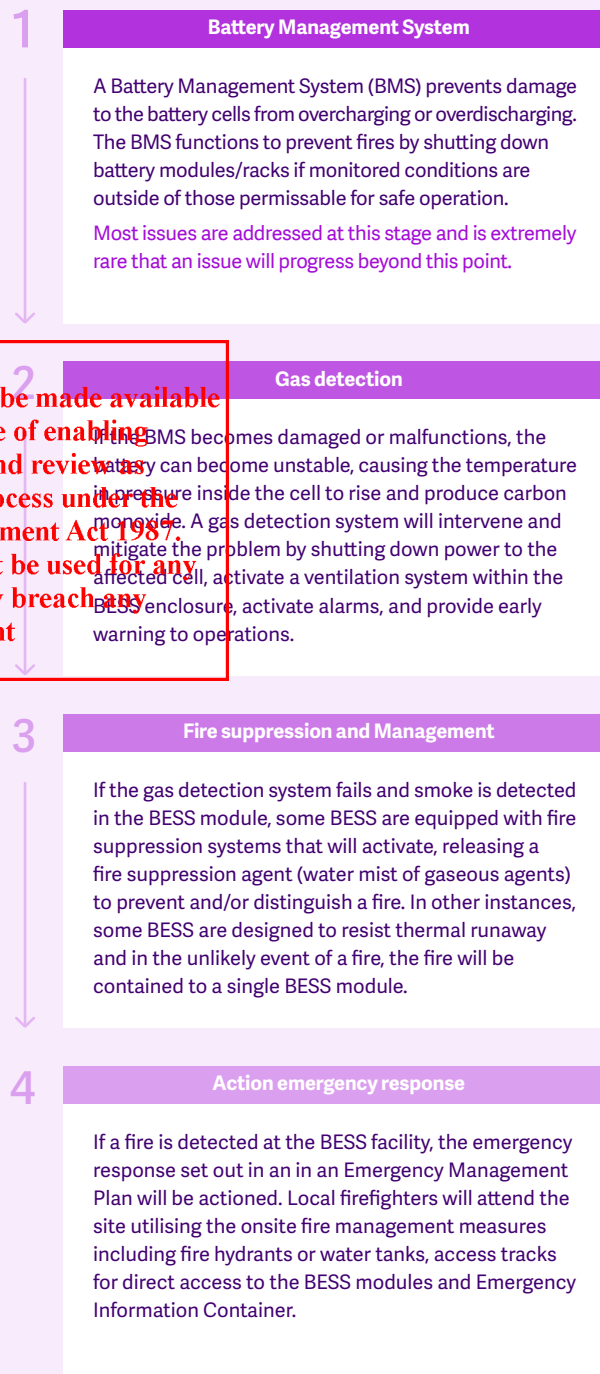 1
Battery Management System
A Battery Management System (BMS) prevents damage
to the battery cells from overcharging or overdischarging.
The BMS functions to prevent fires by shutting down
battery modules/racks if monitored conditions are
outside of those permissable for safe operation.
Most issues are addressed at this stage and is extremely
rare that an issue will progress beyond this point.
2
Gas detection
be made available
e of enabling
nd review as
ocess under the
ment Act 1987.
t be used for any
y breach any
nt
If the BMS becomes damaged or malfunctions, the
battery can become unstable, causing the temperature
in pressure inside the cell to rise and produce carbon
monoxide. A gas detection system will intervene and
mitigate the problem by shutting down power to the
affected cell, activate a ventilation system within the
BESS enclosure, activate alarms, and provide early
warning to operations.
3
Fire suppression and Management
If the gas detection system fails and smoke is detected
in the BESS module, some BESS are equipped with fire
suppression systems that will activate, releasing a
fire suppression agent (water mist of gaseous agents)
to prevent and/or distinguish a fire. In other instances,
some BESS are designed to resist thermal runaway
and in the unlikely event of a fire, the fire will be
contained to a single BESS module.
4
Action emergency response
If a fire is detected at the BESS facility, the emergency
response set out in an in an Emergency Management
Plan will be actioned. Local firefighters will attend the
site utilising the onsite fire management measures
including fire hydrants or water tanks, access tracks
for direct access to the BESS modules and Emergency
Information Container.